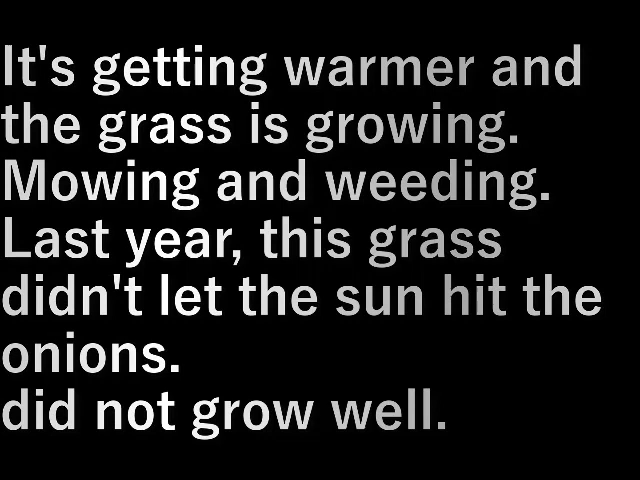 It's getting warmer and
the grass is growing.
Mowing and weeding.
Last year, this grass
didn't let the sun hit the
onions.
did not grow well.